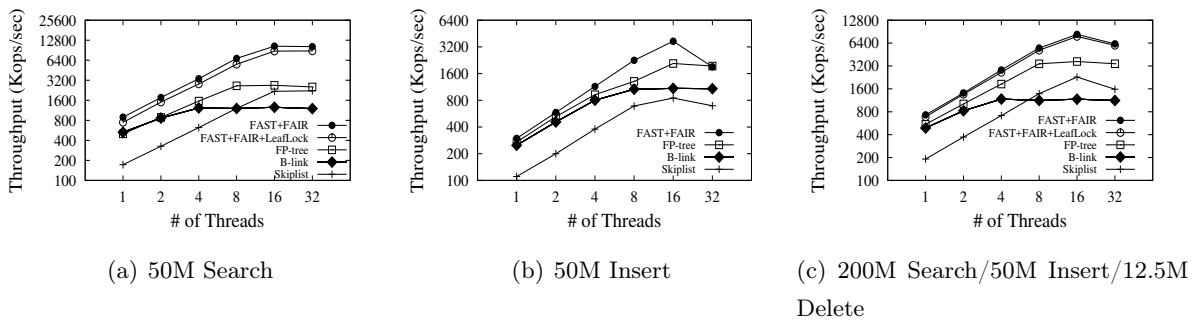 Throughput (Kops/sec)
25600
12800
6400
3200
1600
800
400
200
100
FAST+FAIR
FAST+FAIR+LeafLock
FP-tree
B-link
Skiplist
1 2 4 8 16 32
# of Threads
(a) 50M Search
Throughput (Kops/sec)
6400
3200
1600
800
400
200
100
FAST+FAIR
FP-tree
B-link
Skiplist
1 2 4 8 16 32
# of Threads
(b) 50M Insert
Throughput (Kops/sec)
12800
6400
3200
1600
800
400
200
100
FAST+FAIR
FAST+FAIR+LeafLock
FP-tree
B-link
Skiplist
1 2 4 8 16 32
# of Threads
(c) 200M Search/50M Insert/12.5M
Delete